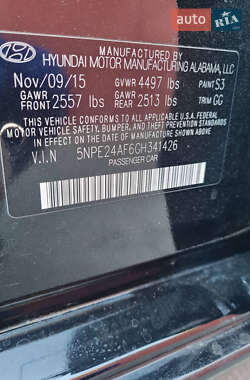 AUTO RIA
MANUFACTURED BY
HYUNDAI MOTOR MANUFACTURING ALABAMA, LLC
Nov/09/15 GVWR 4497 lbs PAINT S3
GAWR FRONT 2557 lbs GAWR REAR 2513 lbs TRIM GG
THIS VEHICLE CONFORMS TO ALL APPLICABLE U.S.A FEDERAL
MOTOR VEHICLE SAFETY, BUMPER, AND THEFT PREVENTION
STANDARDS IN EFFECT ON THE DATE OF MANUFACTURE
SHOWN ABOVE.
V.I.N 5NPE24AF6GH341426
PASSENGER CAR